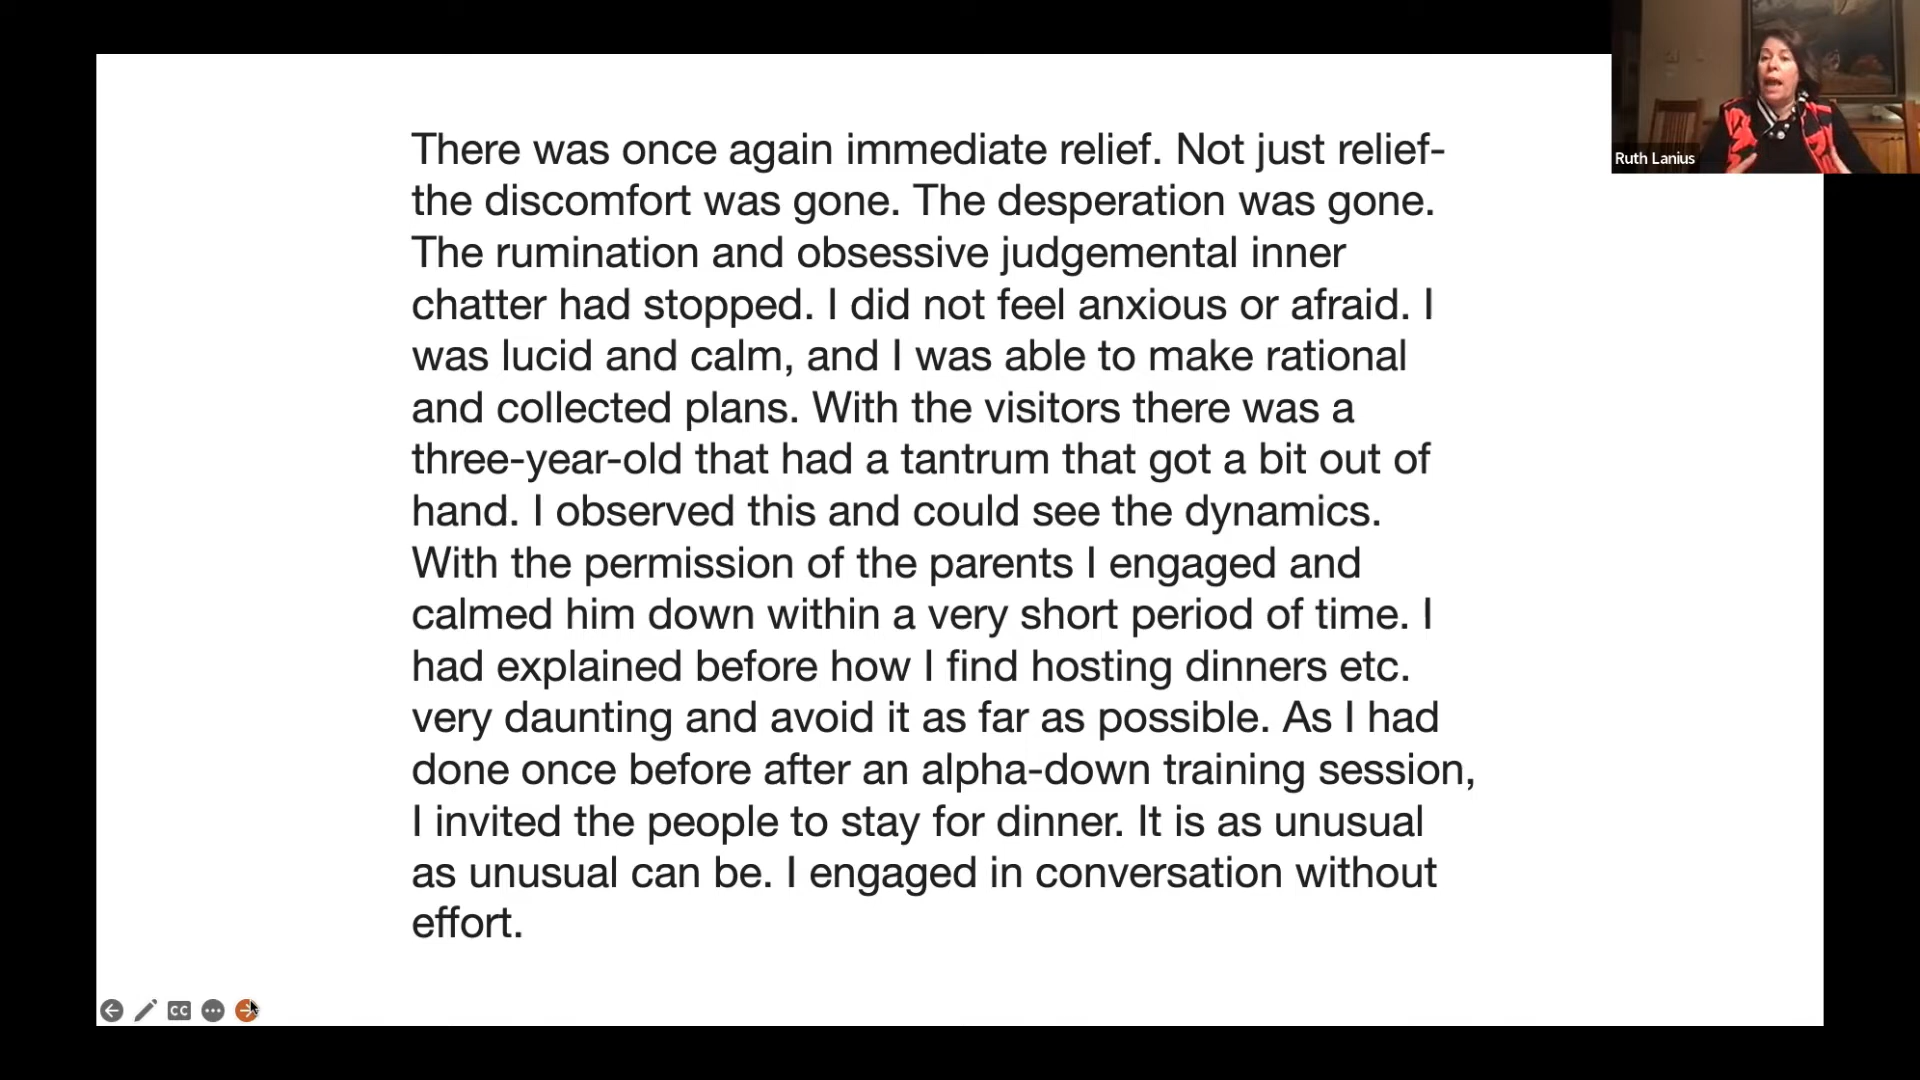 There was once again immediate relief. Not just relief-
the discomfort was gone. The desperation was gone.
The rumination and obsessive judgemental inner
chatter had stopped. I did not feel anxious or afraid. I
was lucid and calm, and I was able to make rational
and collected plans. With the visitors there was a
three-year-old that had a tantrum that got a bit out of
hand. I observed this and could see the dynamics.
With the permission of the parents I engaged and
calmed him down within a very short period of time. I
had explained before how I find hosting dinners etc.
very daunting and avoid it as far as possible. As I had
done once before after an alpha-down training session,
I invited the people to stay for dinner. It is as unusual
as unusual can be. I engaged in conversation without
effort.
Ruth Lanius
CC